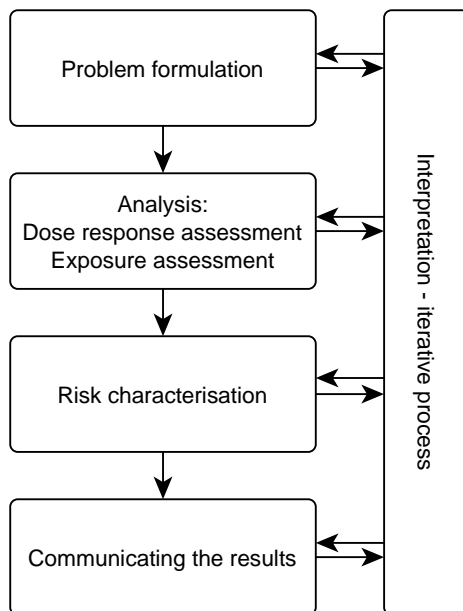 Problem formulation
Analysis:
Dose response assessment
Exposure assessment
Risk characterisation
Communicating the results
Interpretation - iterative process